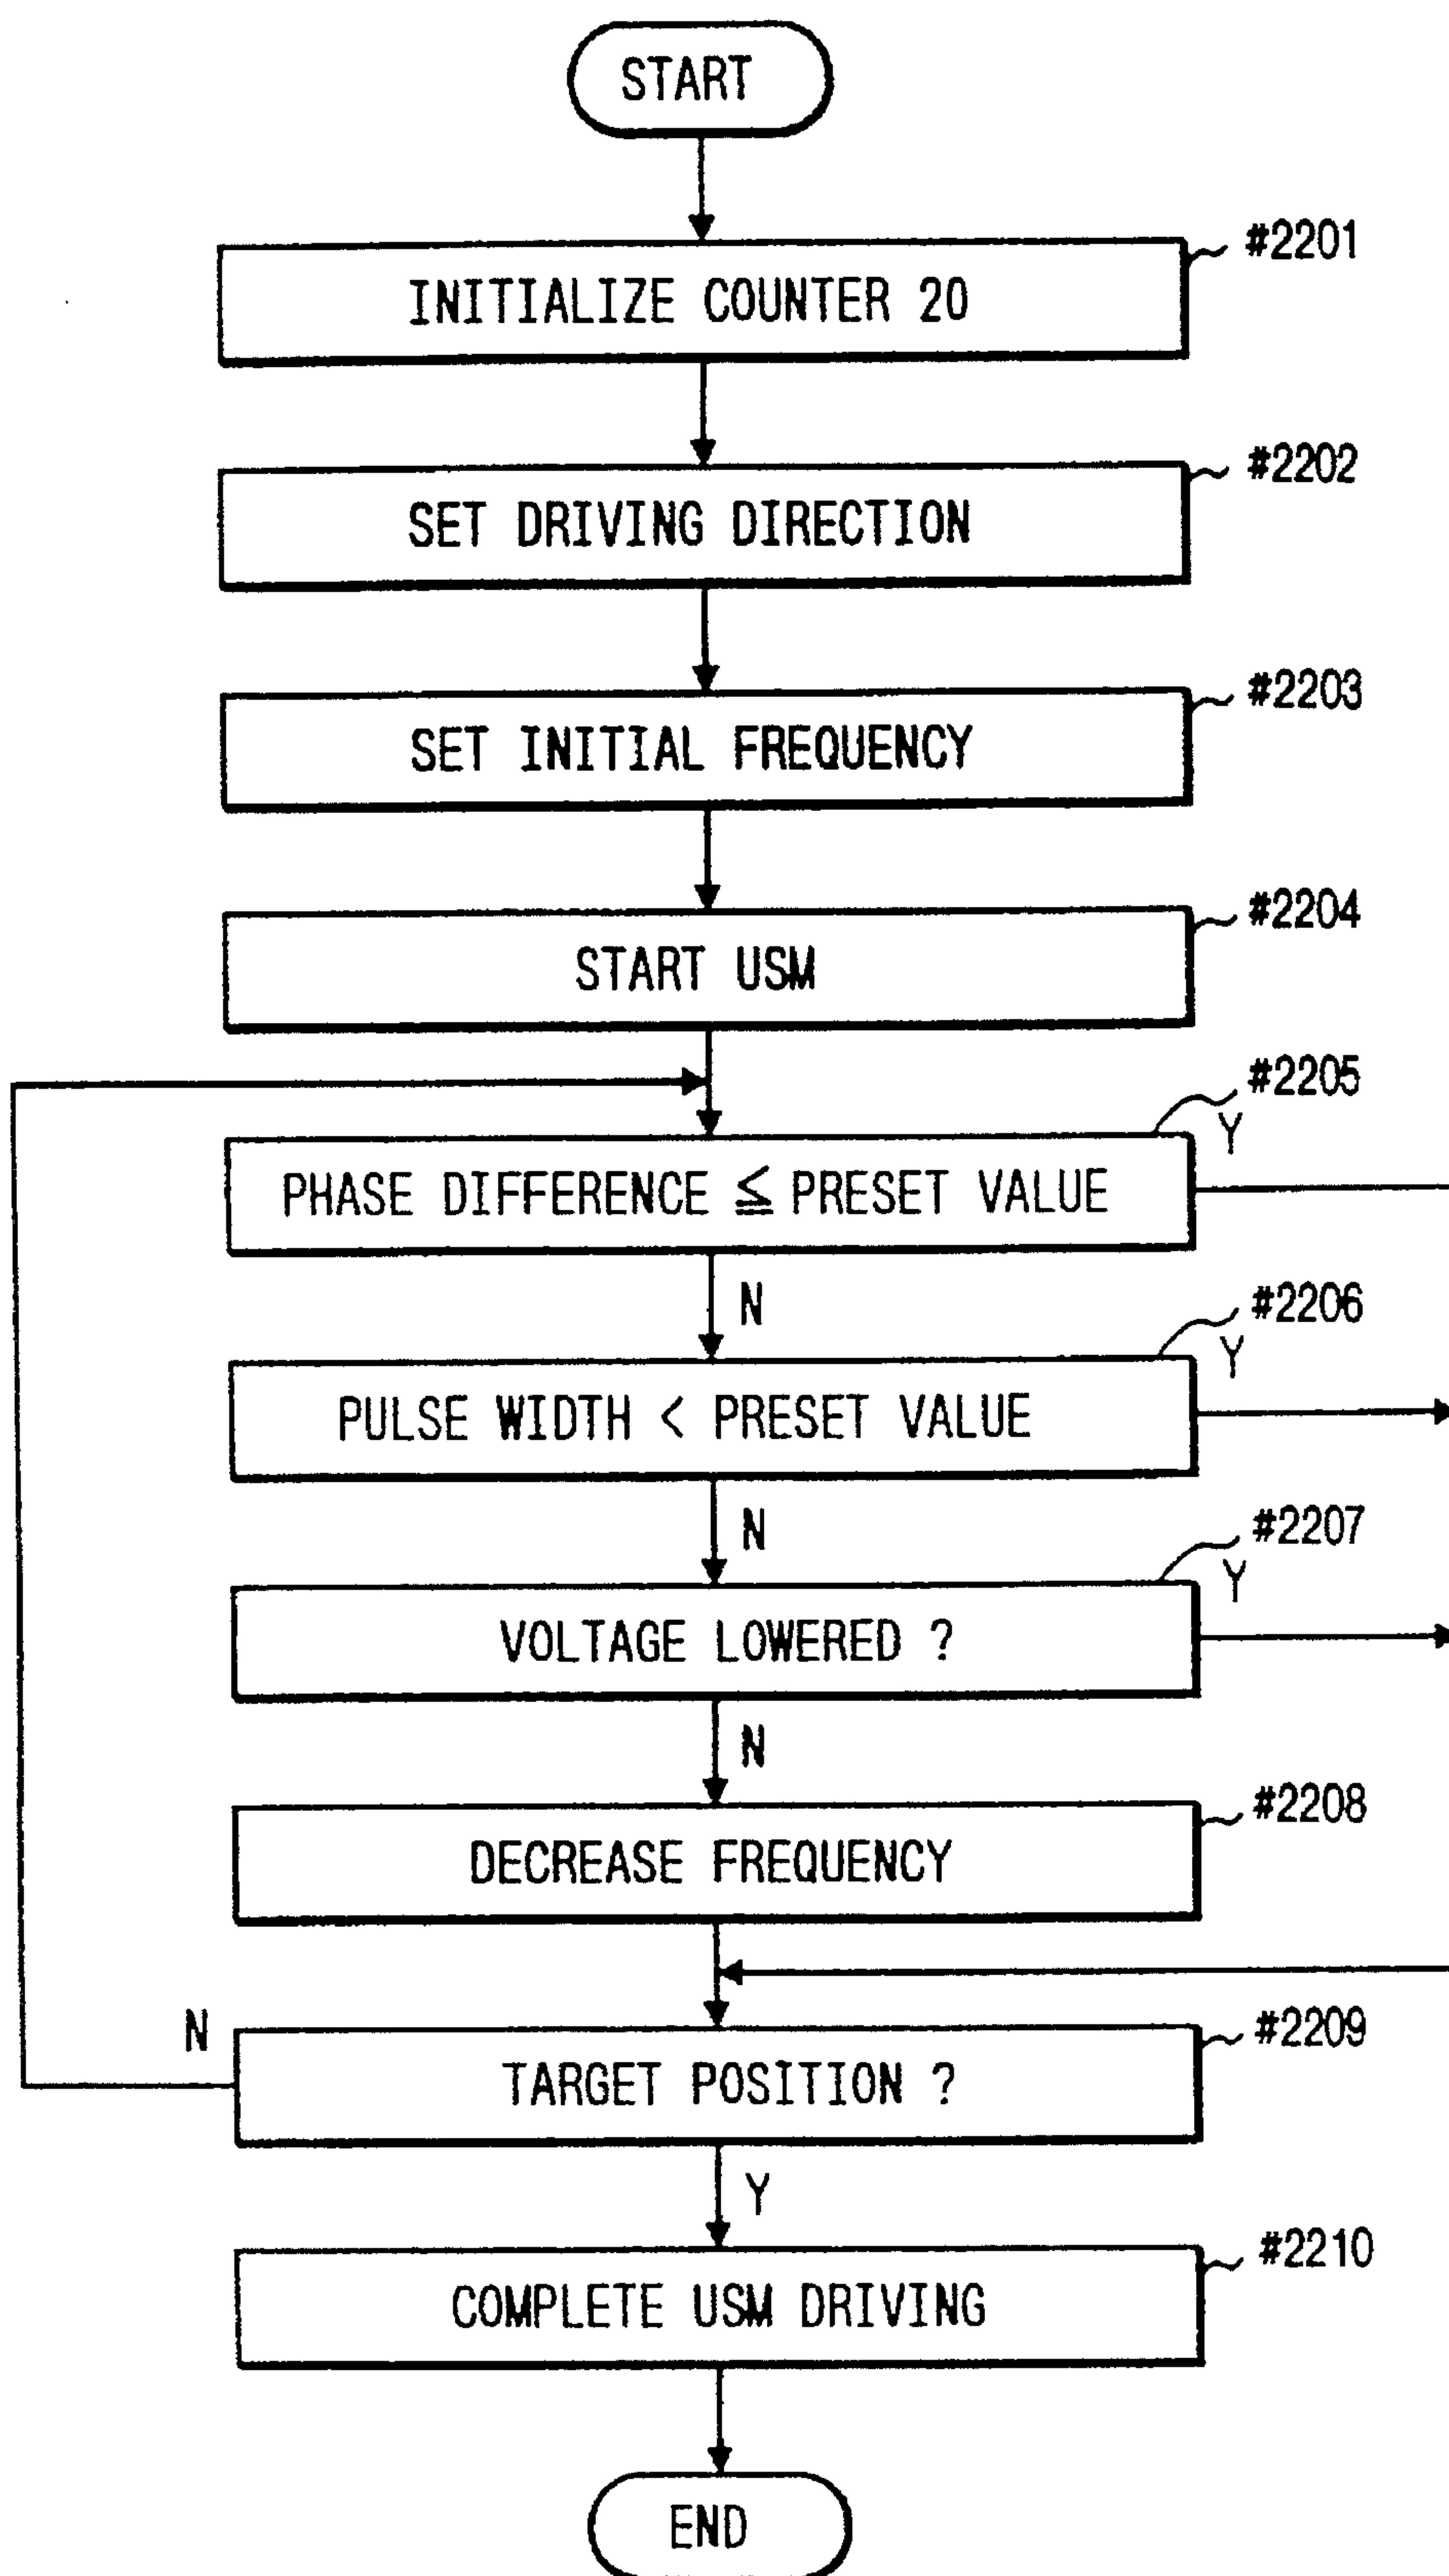 START
#2201
INITIALIZE COUNTER 20
#2202
SET DRIVING DIRECTION
#2203
SET INITIAL FREQUENCY
#2204
START USM
#2205
Y
PHASE DIFFERENCE ≦ PRESET VALUE
N
#2206
Y
PULSE WIDTH < PRESET VALUE
N
#2207
Y
VOLTAGE LOWERED ?
N
#2208
DECREASE FREQUENCY
N
#2209
TARGET POSITION ?
Y
#2210
COMPLETE USM DRIVING
END